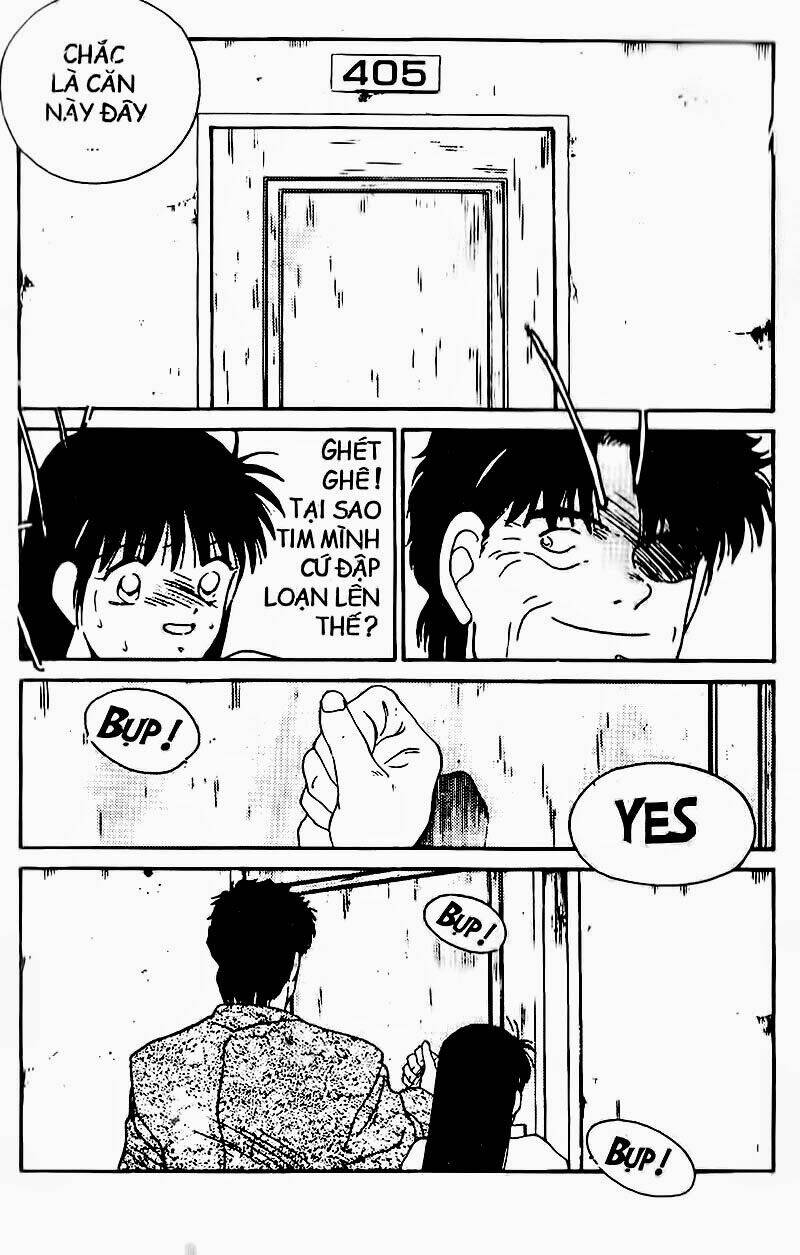 CHẮC
LÀ CĂN
NÀY ĐÂY
...
405
GHÉT
GHÊ!
TẠI SAO
TIM MÌNH
CỨ ĐẬP
LOẠN LÊN
THẾ?
BỤP!
YES
BỤP!
BỤP!